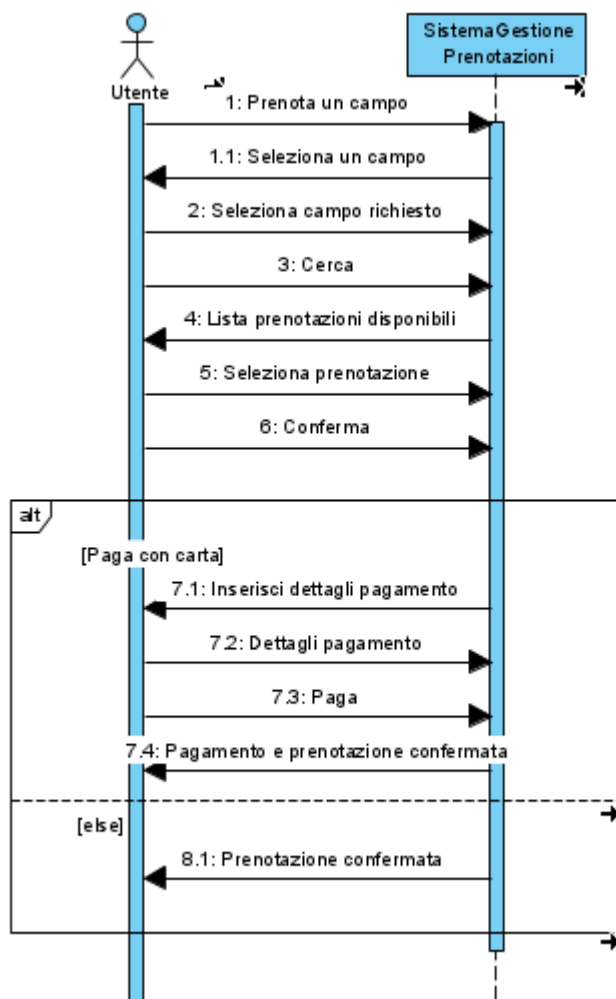 SistemaGestione
Prenotazioni
Utente
1: Prenota un campo
1.1: Seleziona un campo
2: Seleziona campo richiesto
3: Cerca
4: Lista prenotazioni disponibili
5: Seleziona prenotazione
6: Conferma
alt
[Paga con carta]
7.1: Inserisci dettagli pagamento
7.2: Dettagli pagamento
7.3: Paga
7.4: Pagamento e prenotazione confermata
[else]
8.1: Prenotazione confermata